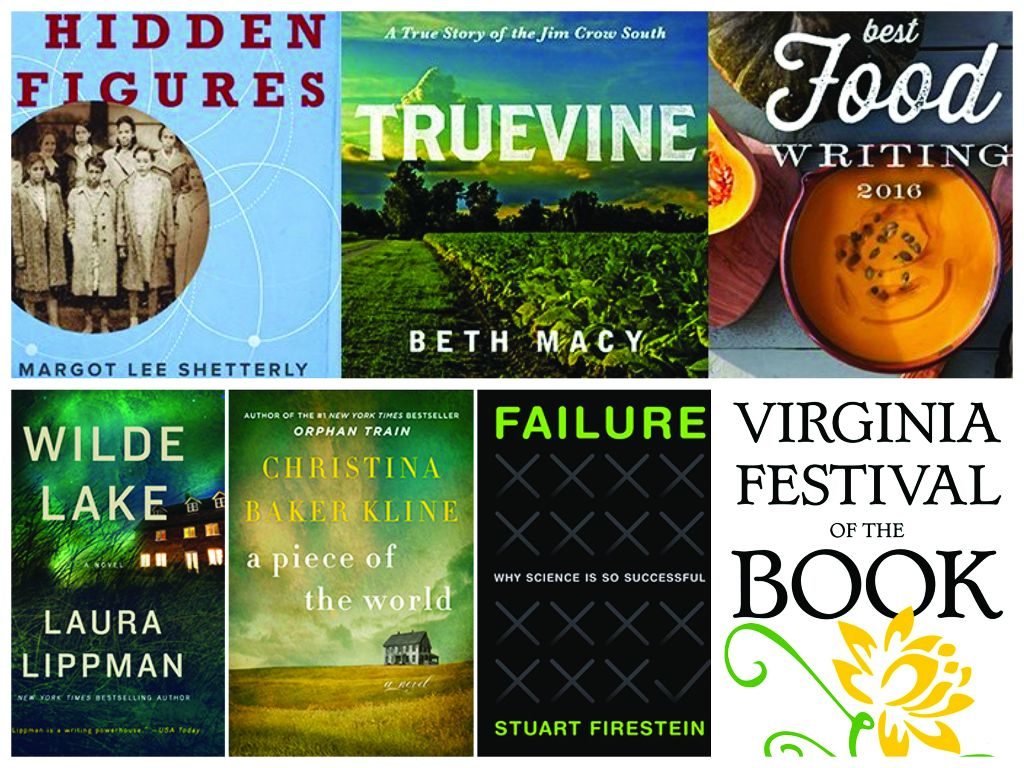 HIDDEN
FIGURES
MARGOT LEE SHETTERLY
A True Story of the Jim Crow South
TRUEVINE
BETH MACY
best
Food
WRITING
2016
WILDE
LAKE
A NOVEL
LAURA
LIPPMAN
NEW YORK TIMES BESTSELLING AUTHOR
Lippman is a writing powerhouse." —USA Today
AUTHOR OF THE #1 NEW YORK TIMES BESTSELLER
ORPHAN TRAIN
CHRISTINA
BAKER KLINE
a piece of
the world
a novel
FAILURE
WHY SCIENCE IS SO SUCCESSFUL
STUART FIRESTEIN
VIRGINIA
FESTIVAL
OF THE
BOOK